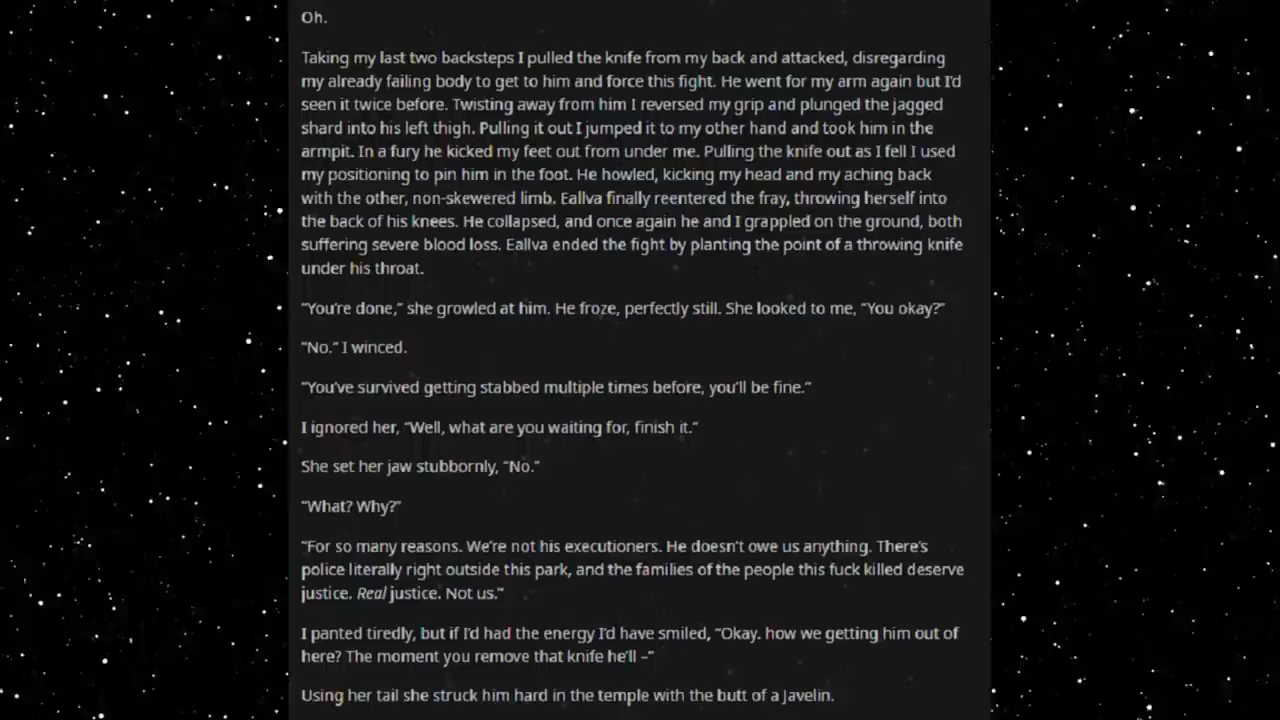 Oh.
Taking my last two backsteps I pulled the knife from my back and attacked, disregarding
my already failing body to get to him and force this fight. He went for my arm again but I'd
seen it twice before. Twisting away from him I reversed my grip and plunged the jagged
shard into his left thigh. Pulling it out I jumped it to my other hand and took him in the
armpit. In a fury he kicked my feet out from under me. Pulling the knife out as I fell I used
my positioning to pin him in the foot. He howled, kicking my head and my aching back
with the other, non-skewered limb. Eallva finally reentered the fray, throwing herself into
the back of his knees. He collapsed, and once again he and I grappled on the ground, both
suffering severe blood loss. Eallva ended the fight by planting the point of a throwing knife
under his throat.
“You're done,” she growled at him. He froze, perfectly still. She looked to me, “You okay?”
“No.” I winced.
“You've survived getting stabbed multiple times before, you'll be fine.”
I ignored her, “Well, what are you waiting for, finish it.”
She set her jaw stubbornly, “No.”
“What? Why?”
“For so many reasons. We're not his executioners. He doesn't owe us anything. There's
police literally right outside this park, and the families of the people this fuck killed deserve
justice. Real justice. Not us.”
I panted tiredly, but if I'd had the energy I'd have smiled, “Okay. how we getting him out of
here? The moment you remove that knife he'll –”
Using her tail she struck him hard in the temple with the butt of a javelin.